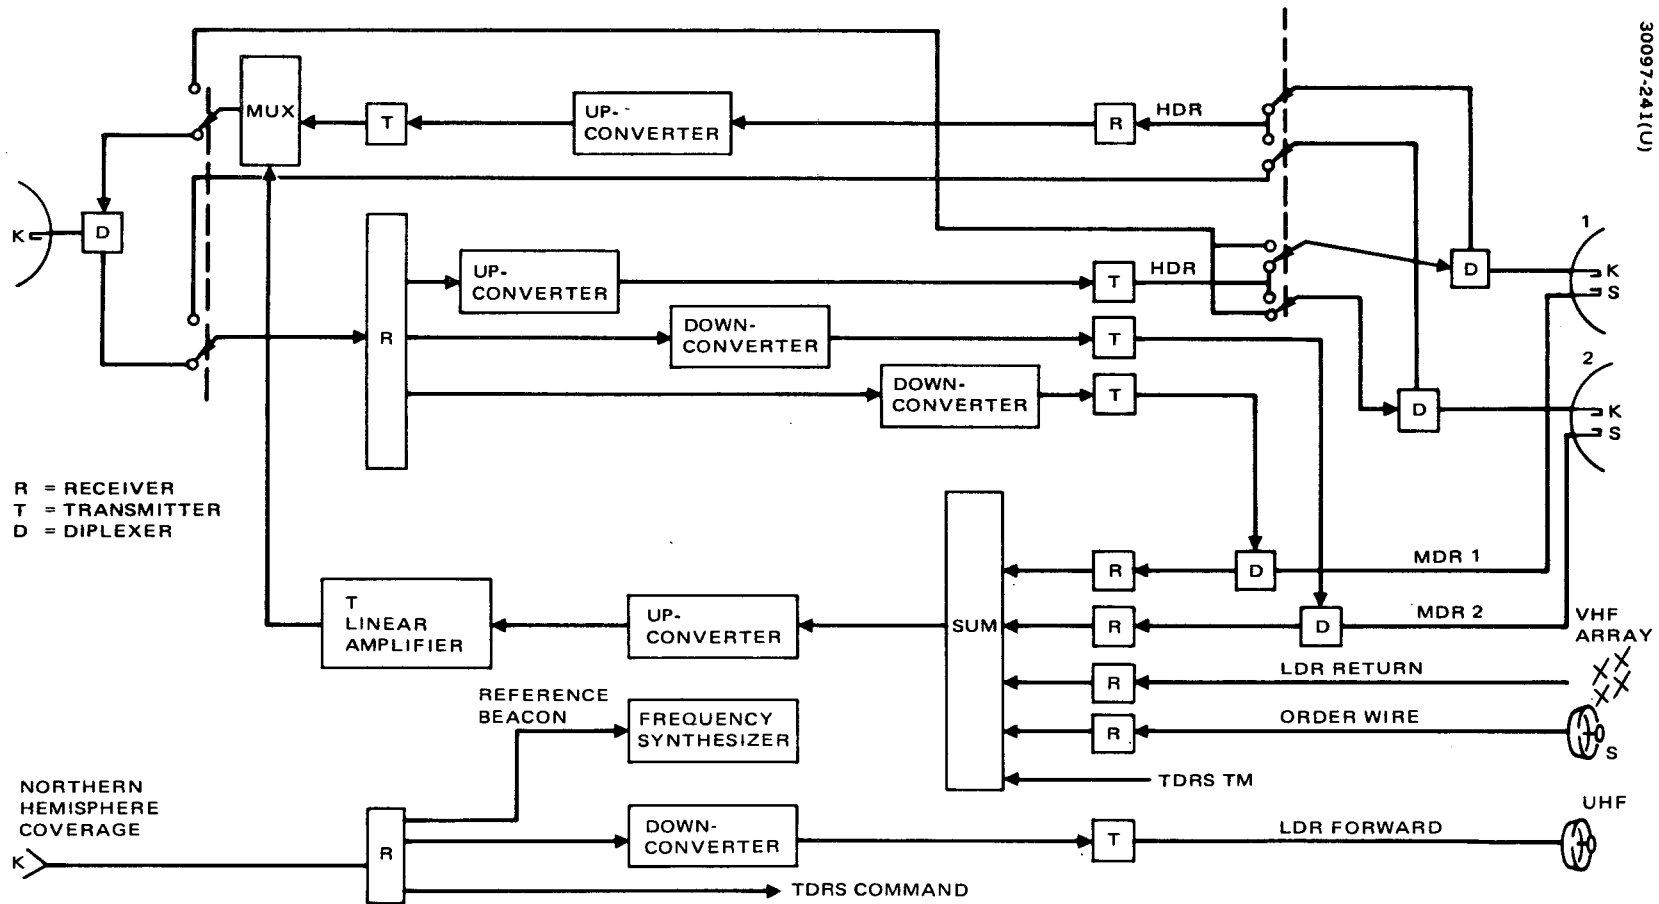 30097-241(U)
MUX
T
UP-
CONVERTER
R
HDR
K
D
1
UP-
CONVERTER
T
HDR
D
K
S
R
DOWN-
CONVERTER
T
2
DOWN-
CONVERTER
T
D
K
S
R = RECEIVER
T = TRANSMITTER
D = DIPLEXER
SUM
R
D
MDR 1
T
LINEAR
AMPLIFIER
UP-
CONVERTER
R
D
MDR 2
VHF
ARRAY
R
LDR RETURN
REFERENCE
BEACON
FREQUENCY
SYNTHESIZER
R
ORDER WIRE
S
TDRS TM
NORTHERN
HEMISPHERE
COVERAGE
K
R
DOWN-
CONVERTER
T
LDR FORWARD
UHF
TDRS COMMAND